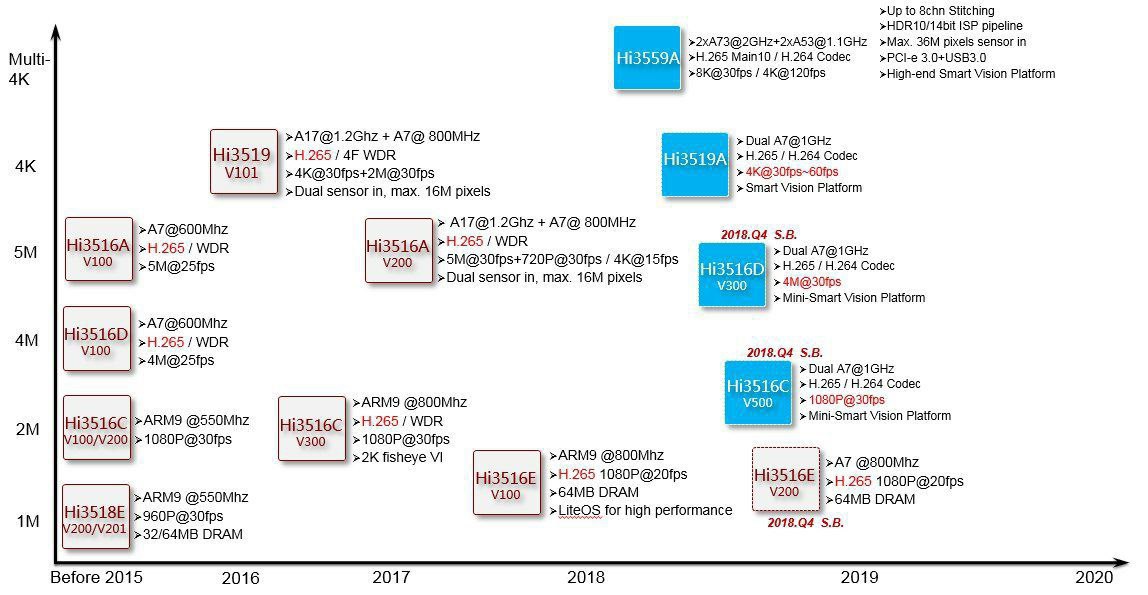 Multi-
4K
Hi3559A
➢2xA73@2GHz+2xA53@1.1GHz
➢H.265 Main10 / H.264 Codec
➢8K@30fps / 4K@120fps
➢Up to 8chn Stitching
➢HDR10/14bit ISP pipeline
➢Max. 36M pixels sensor in
➢PCI-e 3.0+USB3.0
➢High-end Smart Vision Platform
4K
Hi3519
V101
➢A17@1.2Ghz + A7@ 800MHz
➢H.265 / 4F WDR
➢4K@30fps+2M@30fps
➢Dual sensor in, max. 16M pixels
Hi3519A
➢Dual A7@1GHz
➢H.265 / H.264 Codec
➢4K@30fps~60fps
➢Smart Vision Platform
5M
Hi3516A
V100
➢A7@600Mhz
➢H.265 / WDR
➢5M@25fps
Hi3516A
V200
➢ A17@1.2Ghz + A7@ 800MHz
➢H.265 / WDR
➢5M@30fps+720P@30fps / 4K@15fps
➢Dual sensor in, max. 16M pixels
2018.Q4 S.B.
Hi3516D
V300
➢Dual A7@1GHz
➢H.265 / H.264 Codec
➢4M@30fps
➢Mini-Smart Vision Platform
4M
Hi3516D
V100
➢A7@600Mhz
➢H.265 / WDR
➢4M@25fps
2018.Q4 S.B.
Hi3516C
V500
➢Dual A7@1GHz
➢H.265 / H.264 Codec
➢1080P@30fps
➢Mini-Smart Vision Platform
2M
Hi3516C
V100/V200
➢ARM9 @550Mhz
➢1080P@30fps
Hi3516C
V300
➢ARM9 @800Mhz
➢H.265 / WDR
➢1080P@30fps
➢2K fisheye VI
Hi3516E
V100
➢ARM9 @800Mhz
➢H.265 1080P@20fps
➢64MB DRAM
➢LiteOS for high performance
Hi3516E
V200
➢A7 @800Mhz
➢H.265 1080P@20fps
➢64MB DRAM
2018.Q4 S.B.
1M
Hi3518E
V200/V201
➢ARM9 @550Mhz
➢960P@30fps
➢32/64MB DRAM
Before 2015
2016
2017
2018
2019
2020